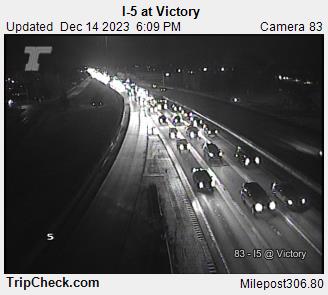 I-5 at Victory
Updated Dec 14 2023 6:09 PM Camera 83
T
S
83 - I5 @ Victory
TripCheck.com Milepost306.80